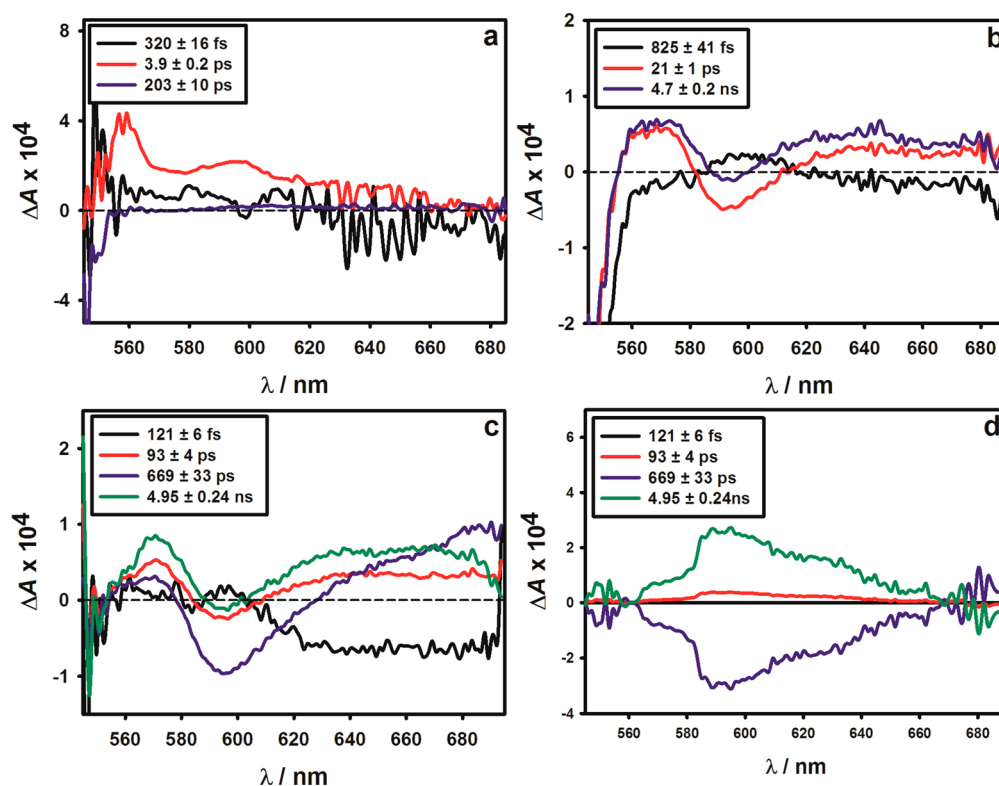 a
320 ± 16 fs
3.9 ± 0.2 ps
203 ± 10 ps
ΔA x 10⁴
8
4
0
-4
560 580 600 620 640 660 680
λ / nm
b
825 ± 41 fs
21 ± 1 ps
4.7 ± 0.2 ns
ΔA x 10⁴
2
1
0
-1
-2
560 580 600 620 640 660 680
λ / nm
c
121 ± 6 fs
93 ± 4 ps
669 ± 33 ps
4.95 ± 0.24 ns
ΔA x 10⁴
2
1
0
-1
560 580 600 620 640 660 680
λ / nm
d
121 ± 6 fs
93 ± 4 ps
669 ± 33 ps
4.95 ± 0.24ns
ΔA x 10⁴
6
4
2
0
-2
-4
560 580 600 620 640 660 680
λ / nm